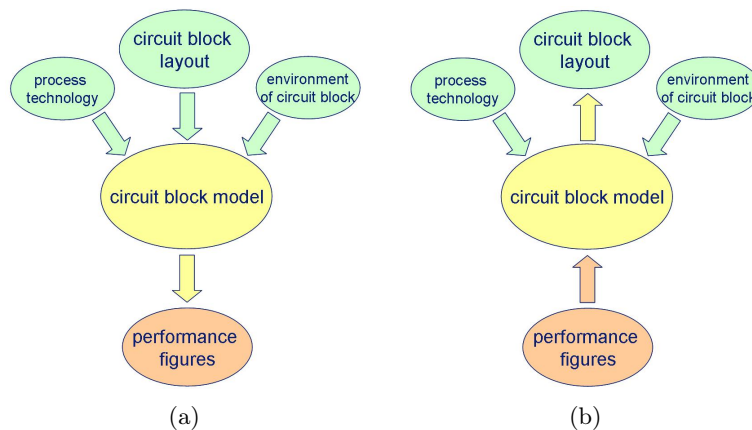 circuit block
layout
process
technology
environment
of circuit block
circuit block model
performance
figures
(a)
circuit block
layout
process
technology
environment
of circuit block
circuit block model
performance
figures
(b)